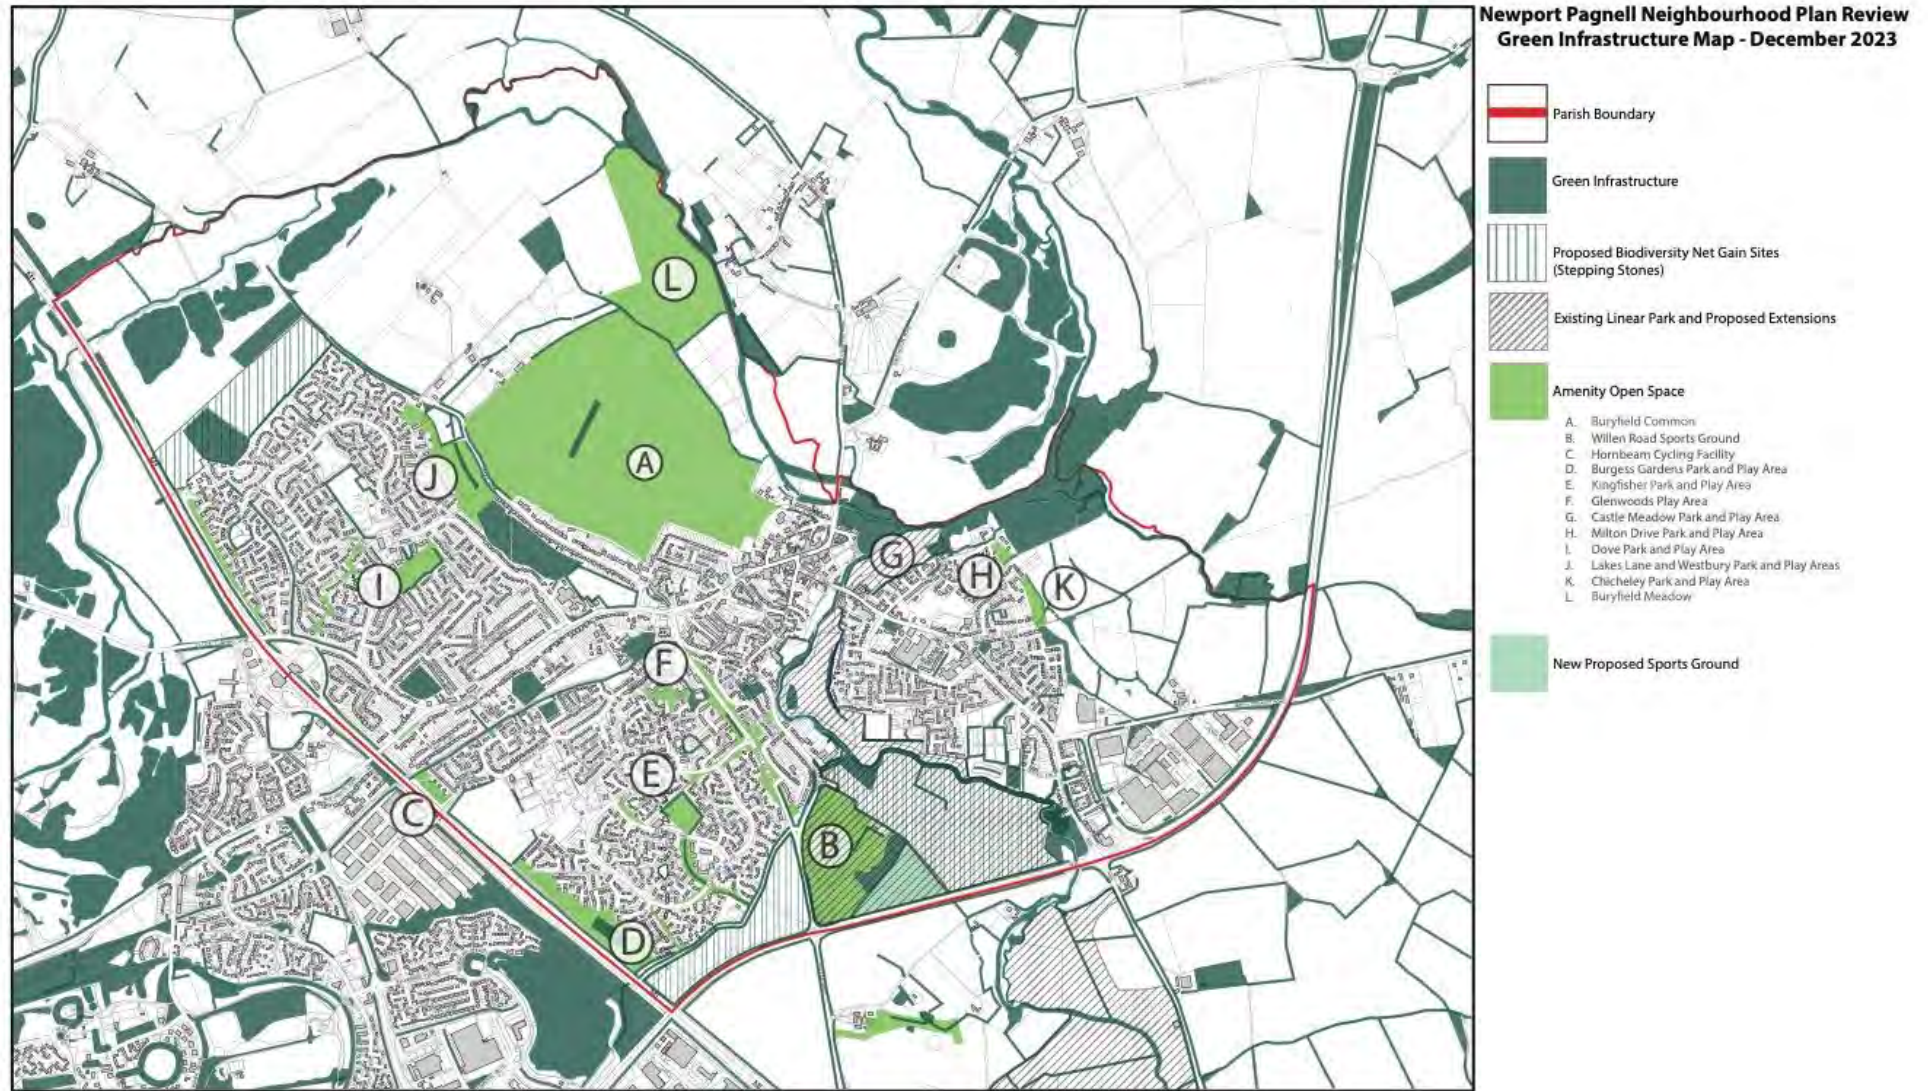 Newport Pagnell Neighbourhood Plan Review
Green Infrastructure Map - December 2023
Parish Boundary
Green Infrastructure
Proposed Biodiversity Net Gain Sites
(Stepping Stones)
Existing Linear Park and Proposed Extensions
Amenity Open Space
A. Buryfield Common
B. Willen Road Sports Ground
C. Hornbeam Cycling Facility
D. Burgess Gardens Park and Play Area
E. Kingfisher Park and Play Area
F. Glenwoods Play Area
G. Castle Meadow Park and Play Area
H. Milton Drive Park and Play Area
I. Dove Park and Play Area
J. Lakes Lane and Westbury Park and Play Areas
K. Chicheley Park and Play Area
L. Buryfield Meadow
New Proposed Sports Ground
L
A
J
G
H
K
I
F
E
C
B
D